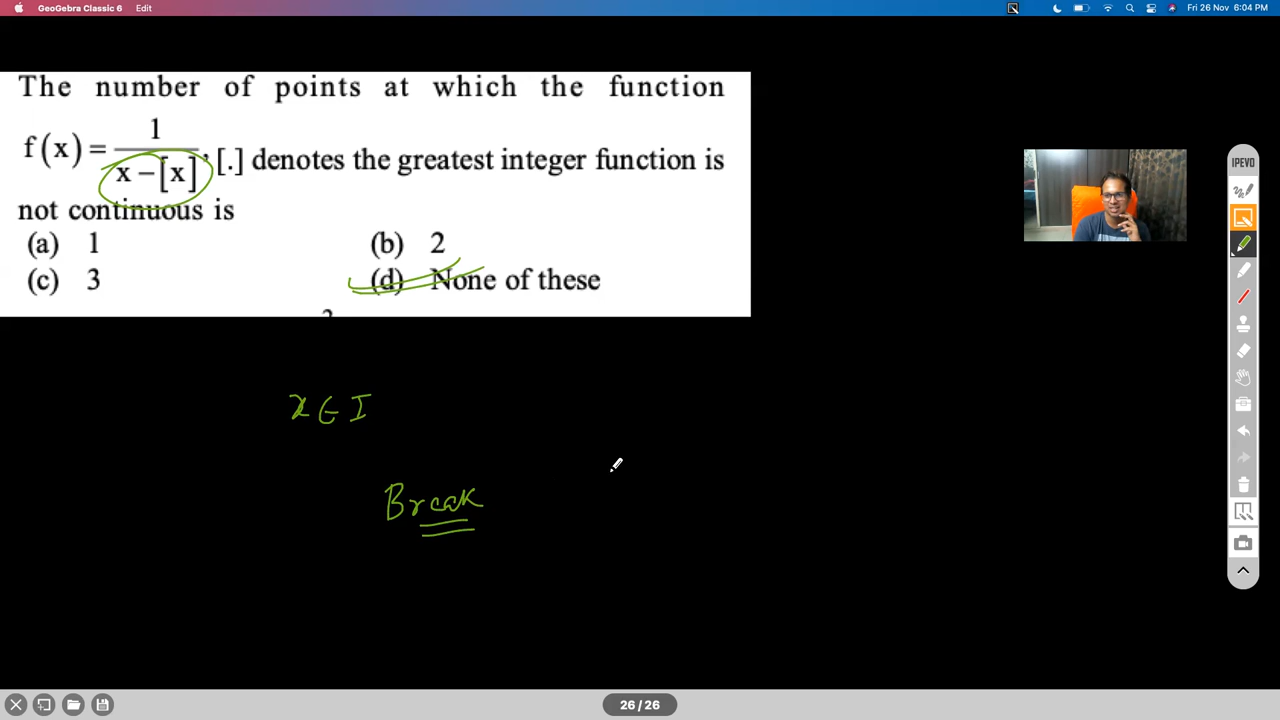 GeoGebra Classic 6 Edit Fri 26 Nov 6:04 PM
The number of points at which the function
f(x) = 1 / x − [x] , [.] denotes the greatest integer function is
not continuous is
(a) 1 (b) 2
(c) 3 (d) None of these
x ∈ I
Break
IPEVO
26 / 26